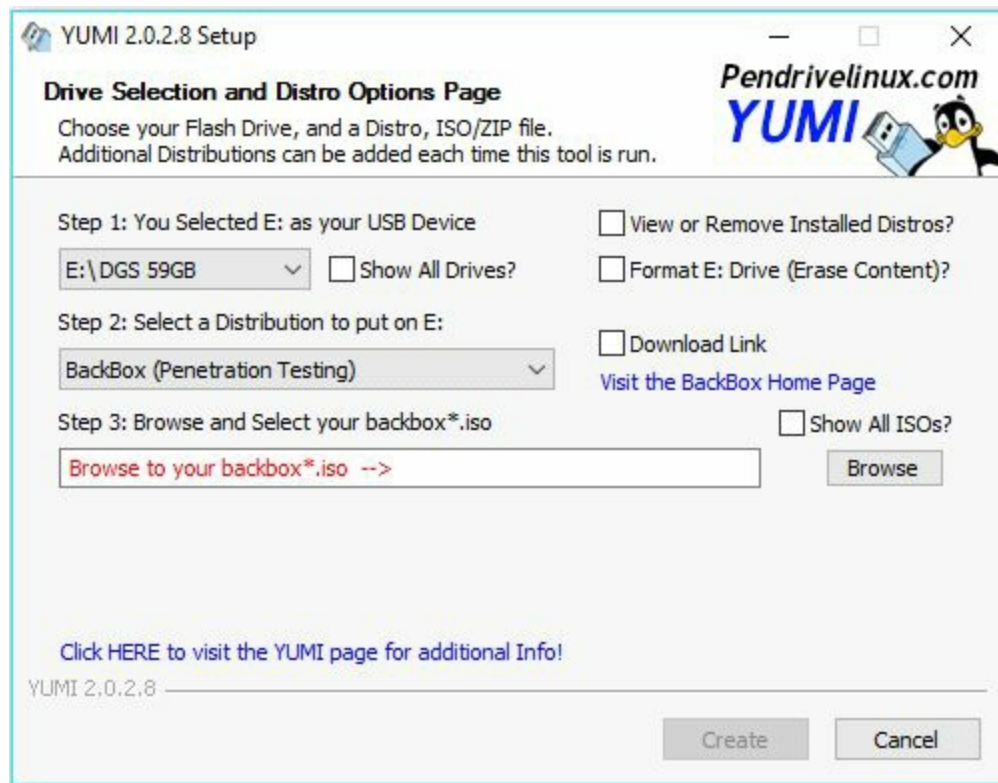 YUMI 2.0.2.8 Setup
Pendrivelinux.com
YUMI
Drive Selection and Distro Options Page
Choose your Flash Drive, and a Distro, ISO/ZIP file.
Additional Distributions can be added each time this tool is run.
Step 1: You Selected E: as your USB Device
View or Remove Installed Distros?
E:\DGS 59GB
Show All Drives?
Format E: Drive (Erase Content)?
Step 2: Select a Distribution to put on E:
Download Link
BackBox (Penetration Testing)
Visit the BackBox Home Page
Step 3: Browse and Select your backbox*.iso
Show All ISOs?
Browse to your backbox*.iso -->
Browse
Click HERE to visit the YUMI page for additional Info!
YUMI 2.0.2.8
Create
Cancel